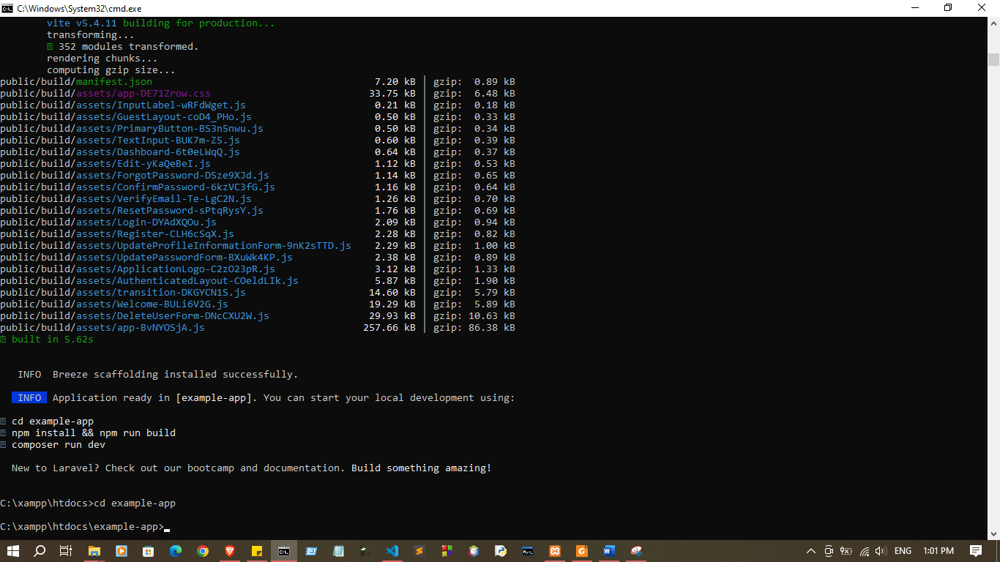 C:\Windows\System32\cmd.exe
vite v5.4.11 building for production...
transforming...
352 modules transformed.
rendering chunks...
computing gzip size...
public/build/manifest.json 7.20 kB │ gzip: 0.89 kB
public/build/assets/app-DE71Zrow.css 33.75 kB │ gzip: 6.48 kB
public/build/assets/InputLabel-wRFdWget.js 0.21 kB │ gzip: 0.18 kB
public/build/assets/GuestLayout-coD4_PHo.js 0.50 kB │ gzip: 0.33 kB
public/build/assets/PrimaryButton-BS3n5nwu.js 0.50 kB │ gzip: 0.34 kB
public/build/assets/TextInput-BUK7m-Z5.js 0.60 kB │ gzip: 0.39 kB
public/build/assets/Dashboard-6t0eLWqQ.js 0.64 kB │ gzip: 0.37 kB
public/build/assets/Edit-yKaQeBeI.js 1.12 kB │ gzip: 0.53 kB
public/build/assets/ForgotPassword-DSze9XJd.js 1.14 kB │ gzip: 0.65 kB
public/build/assets/ConfirmPassword-6kzVC3fG.js 1.16 kB │ gzip: 0.64 kB
public/build/assets/VerifyEmail-Te-LgC2N.js 1.26 kB │ gzip: 0.70 kB
public/build/assets/ResetPassword-sPtqRysY.js 1.76 kB │ gzip: 0.69 kB
public/build/assets/Login-DYAdXQOu.js 2.09 kB │ gzip: 0.94 kB
public/build/assets/Register-CLH6cSqX.js 2.28 kB │ gzip: 0.82 kB
public/build/assets/UpdateProfileInformationForm-9nK2sTTD.js 2.29 kB │ gzip: 1.00 kB
public/build/assets/UpdatePasswordForm-BXuWk4KP.js 2.38 kB │ gzip: 0.89 kB
public/build/assets/ApplicationLogo-C2zO23pR.js 3.12 kB │ gzip: 1.33 kB
public/build/assets/AuthenticatedLayout-COeldLIk.js 5.87 kB │ gzip: 1.90 kB
public/build/assets/transition-DKGYCN1S.js 14.60 kB │ gzip: 5.79 kB
public/build/assets/Welcome-BULi6V2G.js 19.29 kB │ gzip: 5.89 kB
public/build/assets/DeleteUserForm-DNcCXU2W.js 29.93 kB │ gzip: 10.63 kB
public/build/assets/app-BvNYOSjA.js 257.66 kB │ gzip: 86.38 kB
built in 5.62s
INFO Breeze scaffolding installed successfully.
INFO Application ready in [example-app]. You can start your local development using:
cd example-app
npm install && npm run build
composer run dev
New to Laravel? Check out our bootcamp and documentation. Build something amazing!
C:\xampp\htdocs>cd example-app
C:\xampp\htdocs\example-app>
ENG 1:01 PM